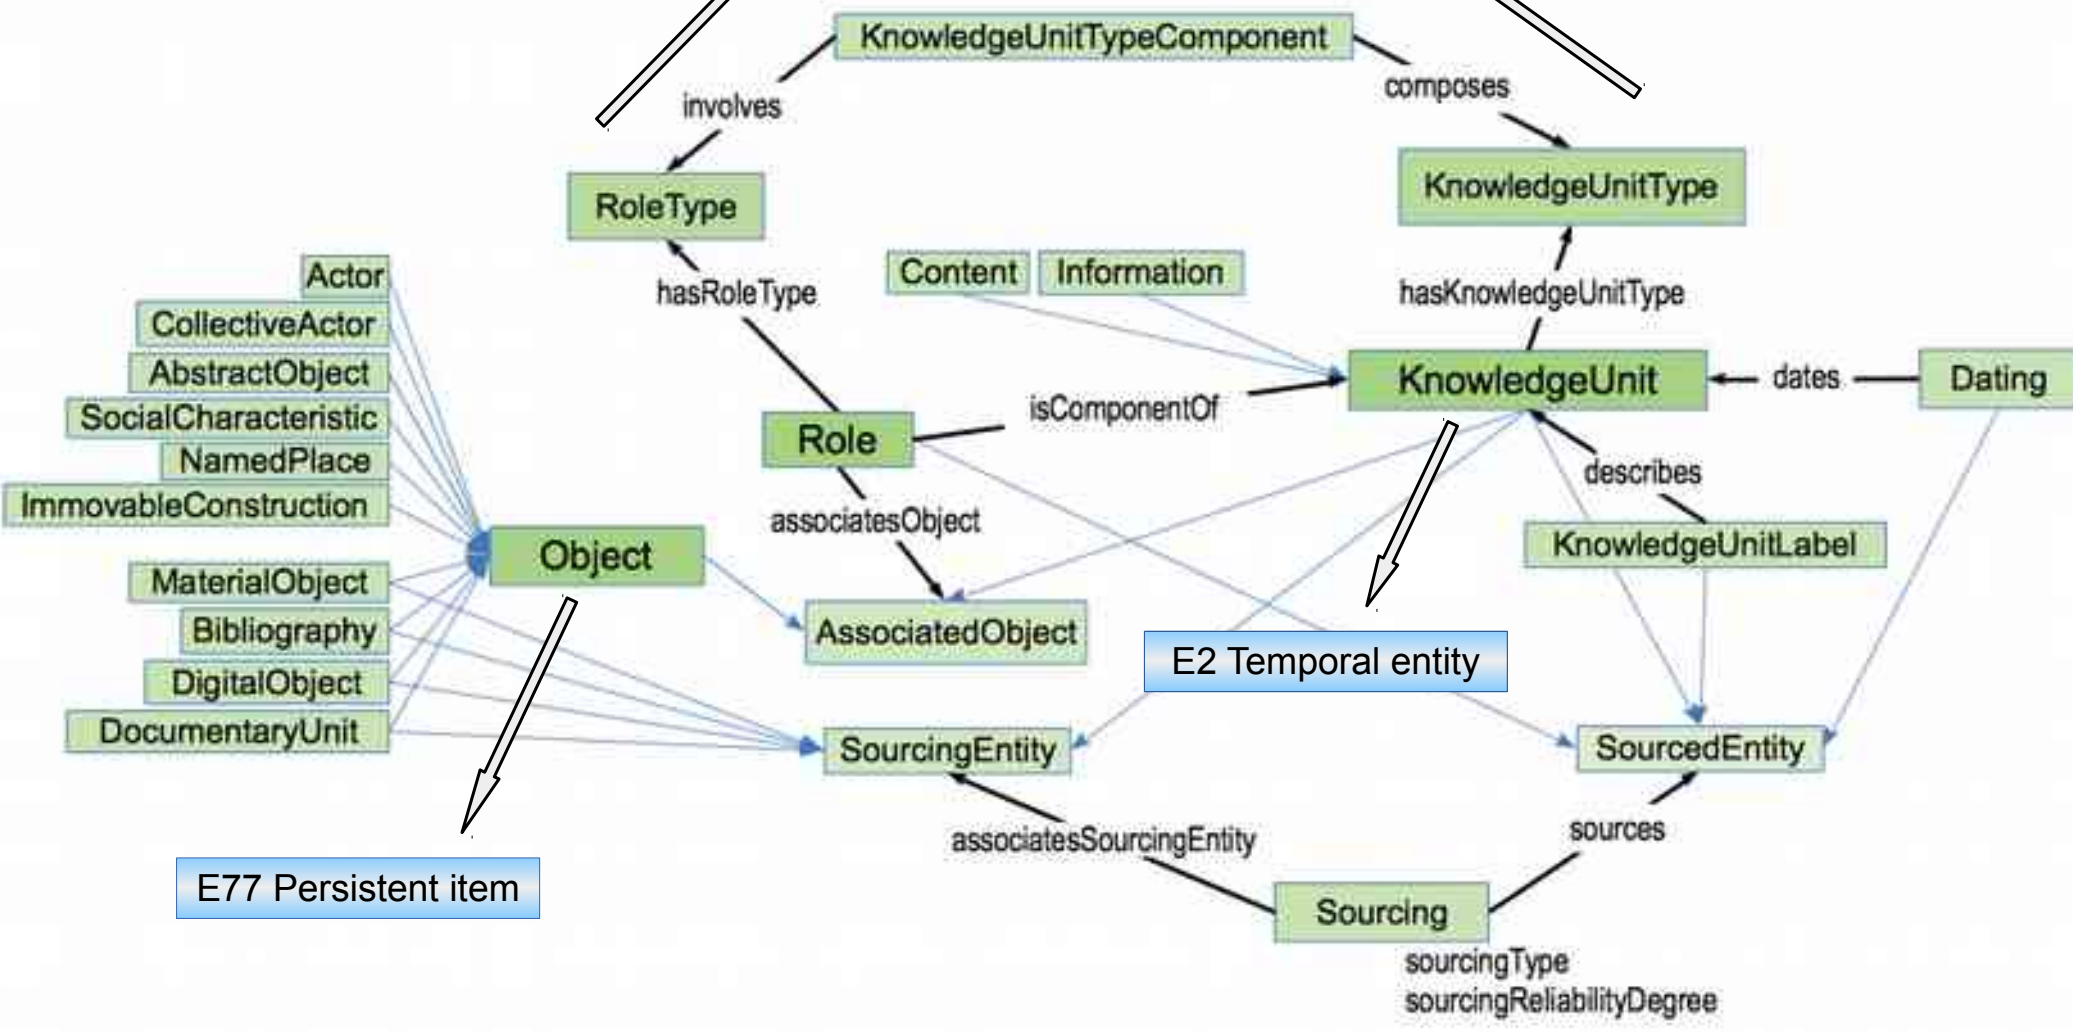 KnowledgeUnitTypeComponent
involves
composes
RoleType
KnowledgeUnitType
Actor
CollectiveActor
AbstractObject
SocialCharacteristic
NamedPlace
ImmovableConstruction
MaterialObject
Bibliography
DigitalObject
DocumentaryUnit
hasRoleType
Content
Information
hasKnowledgeUnitType
KnowledgeUnit
dates
Dating
isComponentOf
Role
describes
associatesObject
KnowledgeUnitLabel
Object
AssociatedObject
E2 Temporal entity
SourcingEntity
SourcedEntity
associatesSourcingEntity
sources
E77 Persistent item
Sourcing
sourcingType
sourcingReliabilityDegree